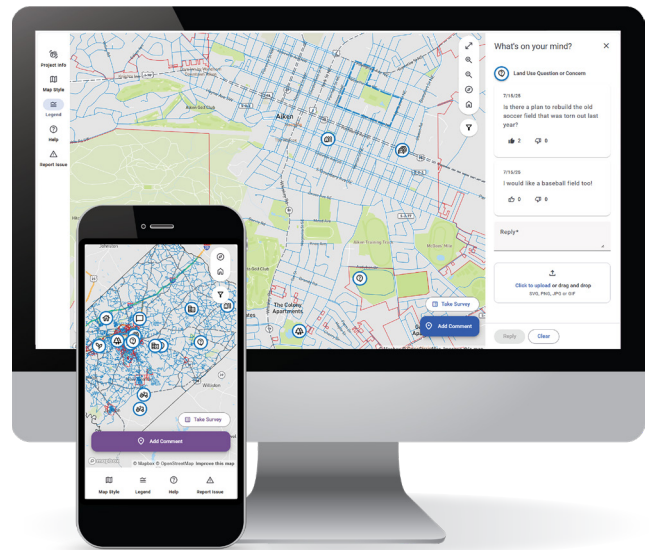 Project Info
Map Style
Legend
Help
Report Issue
Aiken
The Colony
Apartments
Take Survey
Add Comment
What's on your mind?
Land Use Question or Concern
7/15/25
Is there a plan to rebuild the old
soccer field that was torn out last
year?
2 0
7/15/25
I would like a baseball field too!
0 0
Reply*
Click to upload or drag and drop
SVG, PNG, JPG or GIF
Reply Clear
Johnston
Williston
Take Survey
Add Comment
© Mapbox © OpenStreetMap Improve this map
Map Style
Legend
Help
Report Issue